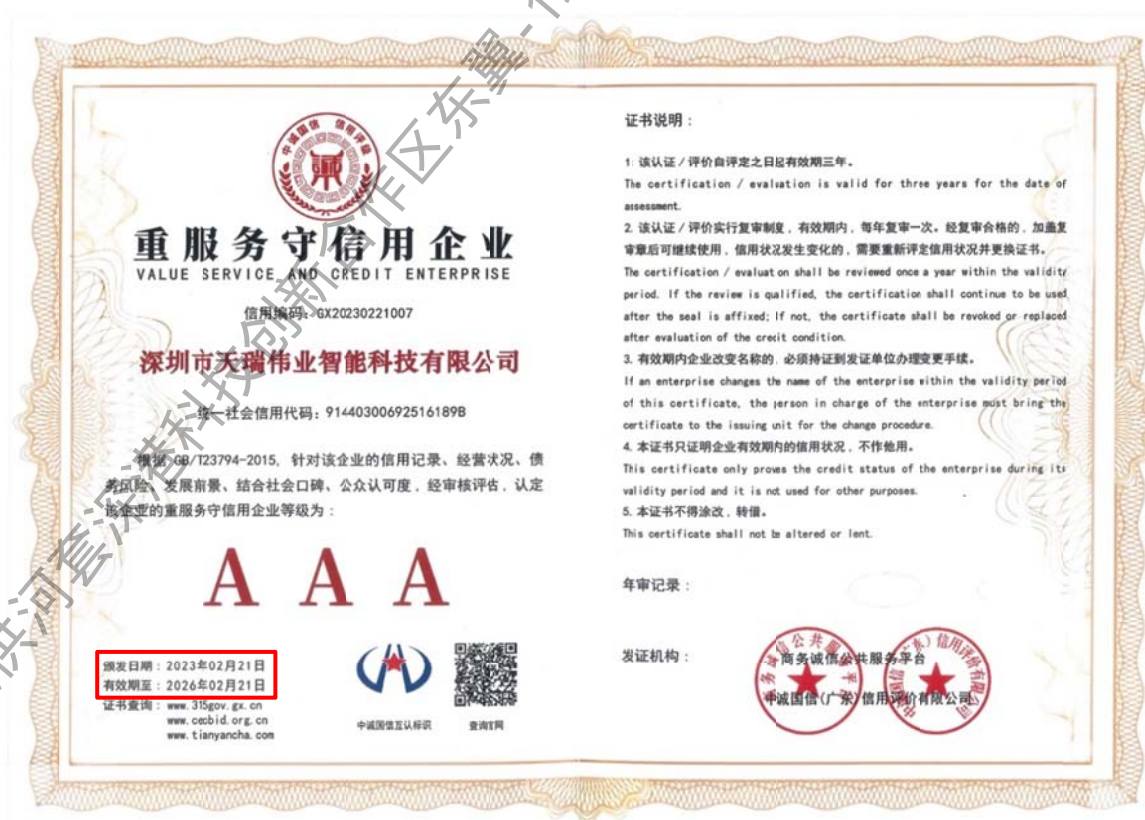 中诚国信 信用评级
重服务守信用企业
VALUE SERVICE AND CREDIT ENTERPRISE
信用编码：GX20230221007
深圳市天瑞伟业智能科技有限公司
统一社会信用代码：91440300692516189B
根据 GB/T23794-2015，针对该企业的信用记录、经营状况、债
务风险、发展前景、结合社会口碑、公众认可度，经审核评估，认定
该企业的重服务守信用企业等级为：
A A A
颁发日期：2023年02月21日
有效期至：2026年02月21日
证书查询：www.315gov.gx.cn
www.cecbid.org.cn
www.tianyancha.com
中诚国信互认标识
查询官网
证书说明：
1: 该认证／评价自评定之日起有效期三年。
The certification / evaluation is valid for three years for the date of
assessment.
2. 该认证／评价实行复审制度，有效期内，每年复审一次。经复审合格的，加盖复
审章后可继续使用，信用状况发生变化的，需要重新评定信用状况并更换证书。
The certification / evaluation shall be reviewed once a year within the validity
period. If the review is qualified, the certification shall continue to be used
after the seal is affixed; If not, the certificate shall be revoked or replaced
after evaluation of the credit condition.
3. 有效期内企业改变名称的，必须持证到发证单位办理变更手续。
If an enterprise changes the name of the enterprise within the validity period
of this certificate, the person in charge of the enterprise must bring the
certificate to the issuing unit for the change procedure.
4. 本证书只证明企业有效期内的信用状况，不作他用。
This certificate only proves the credit status of the enterprise during its
validity period and it is not used for other purposes.
5. 本证书不得涂改，转借。
This certificate shall not be altered or lent.
年审记录：
发证机构：
商务诚信公共服务平台
中诚国信（广东）信用评价有限公司
供河套深港科技创新合作区东翼-